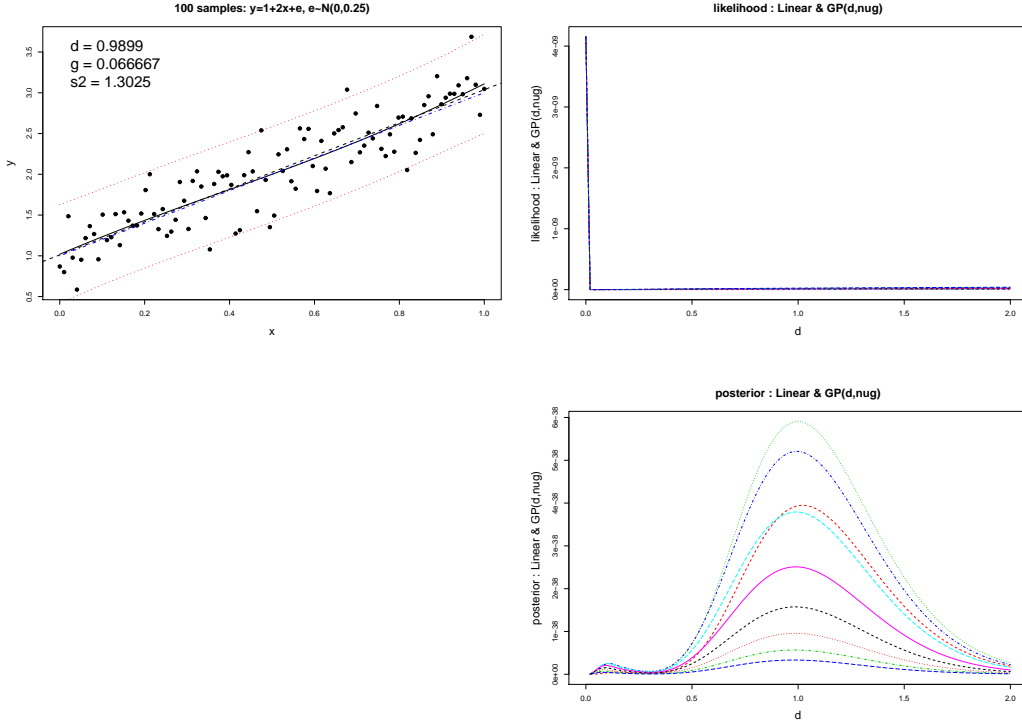 100 samples: y=1+2x+e, e~N(0,0.25)
d = 0.9899
g = 0.066667
s2 = 1.3025
y
0.5 1.0 1.5 2.0 2.5 3.0 3.5
0.0 0.2 0.4 0.6 0.8 1.0
x
likelihood : Linear & GP(d,nug)
likelihood : Linear & GP(d,nug)
0e+00 1e-09 2e-09 3e-09 4e-09
0.0 0.5 1.0 1.5 2.0
d
posterior : Linear & GP(d,nug)
posterior : Linear & GP(d,nug)
0e+00 1e-38 2e-38 3e-38 4e-38 5e-38 6e-38
0.0 0.5 1.0 1.5 2.0
d